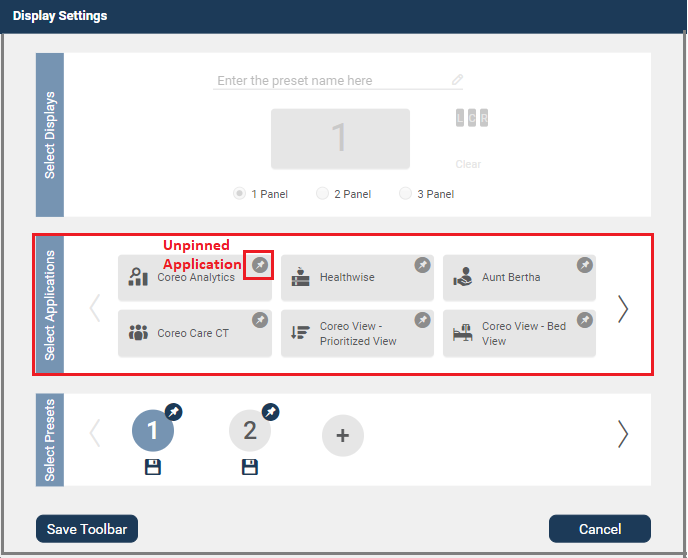 Display Settings
Select Displays
Enter the preset name here
1
L C R
Clear
1 Panel 2 Panel 3 Panel
Select Applications
Unpinned
Application
Coreo Analytics
Healthwise
Aunt Bertha
Coreo Care CT
Coreo View -
Prioritized View
Coreo View - Bed
View
Select Presets
1
2
+
Save Toolbar
Cancel